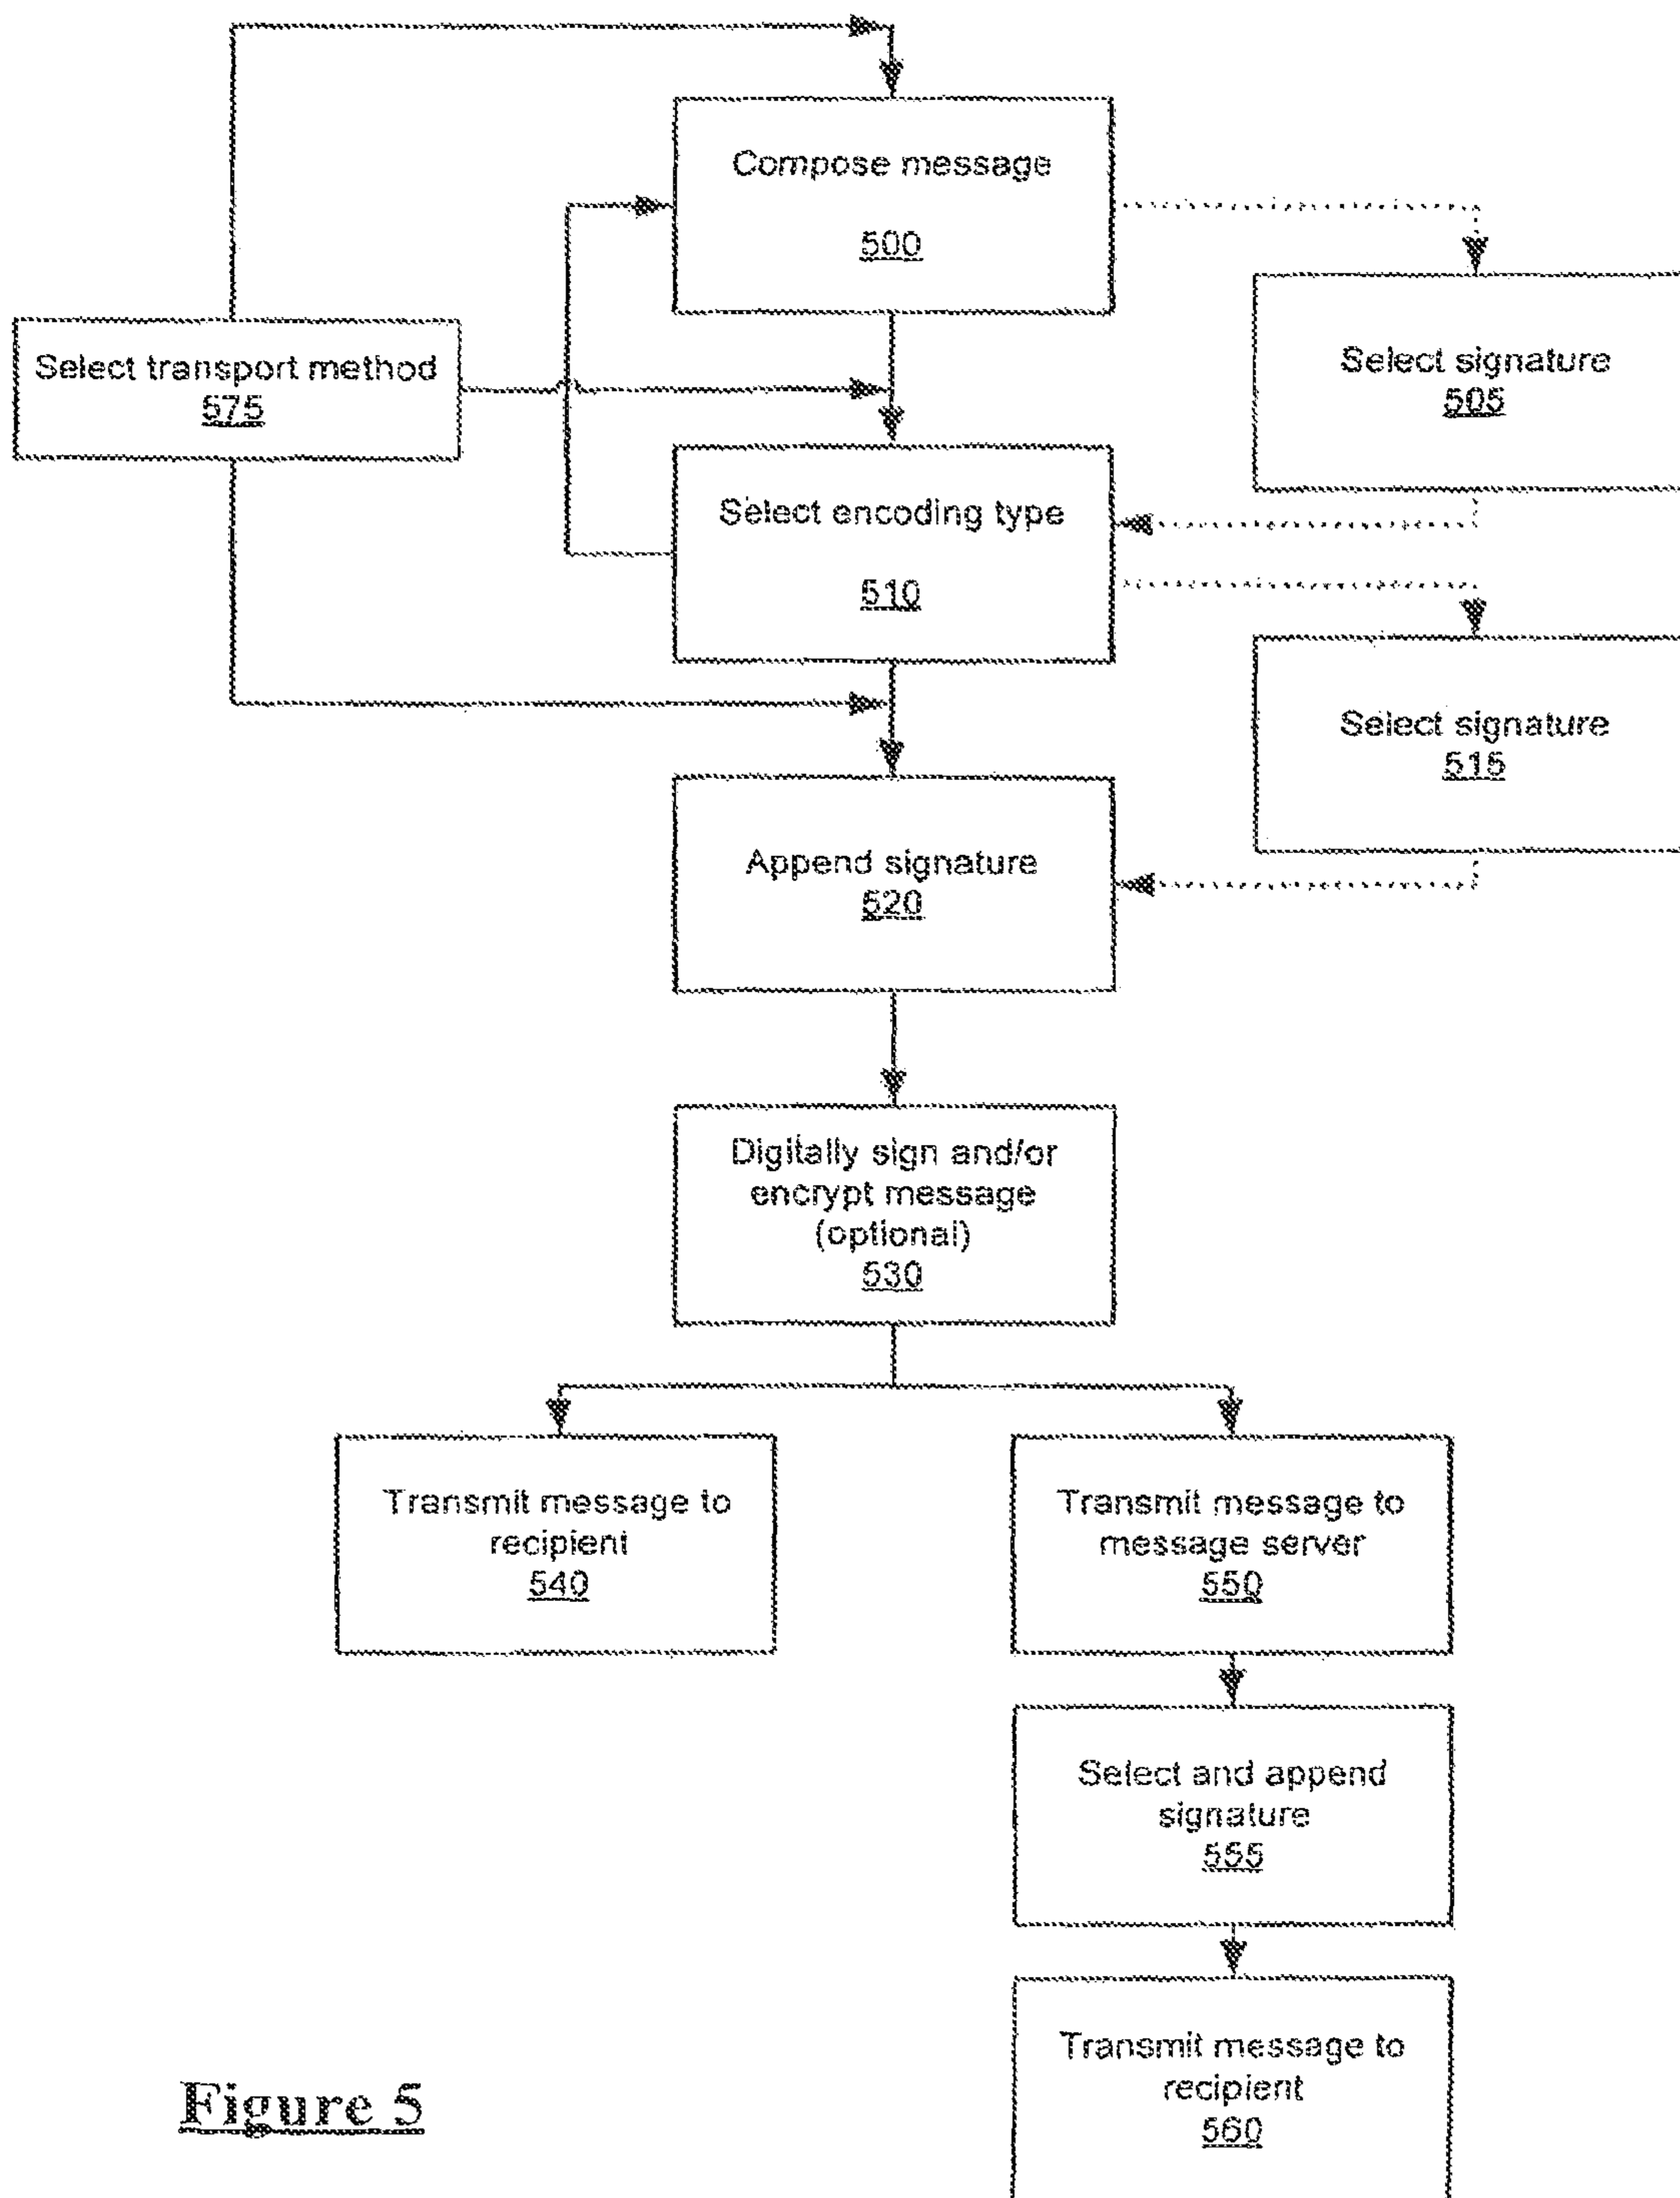 Compose message
500
Select transport method
575
Select signature
505
Select encoding type
510
Select signature
515
Append signature
520
Digitally sign and/or
encrypt message
(optional)
530
Transmit message to
recipient
540
Transmit message to
message server
550
Select and append
signature
555
Transmit message to
recipient
560
Figure 5